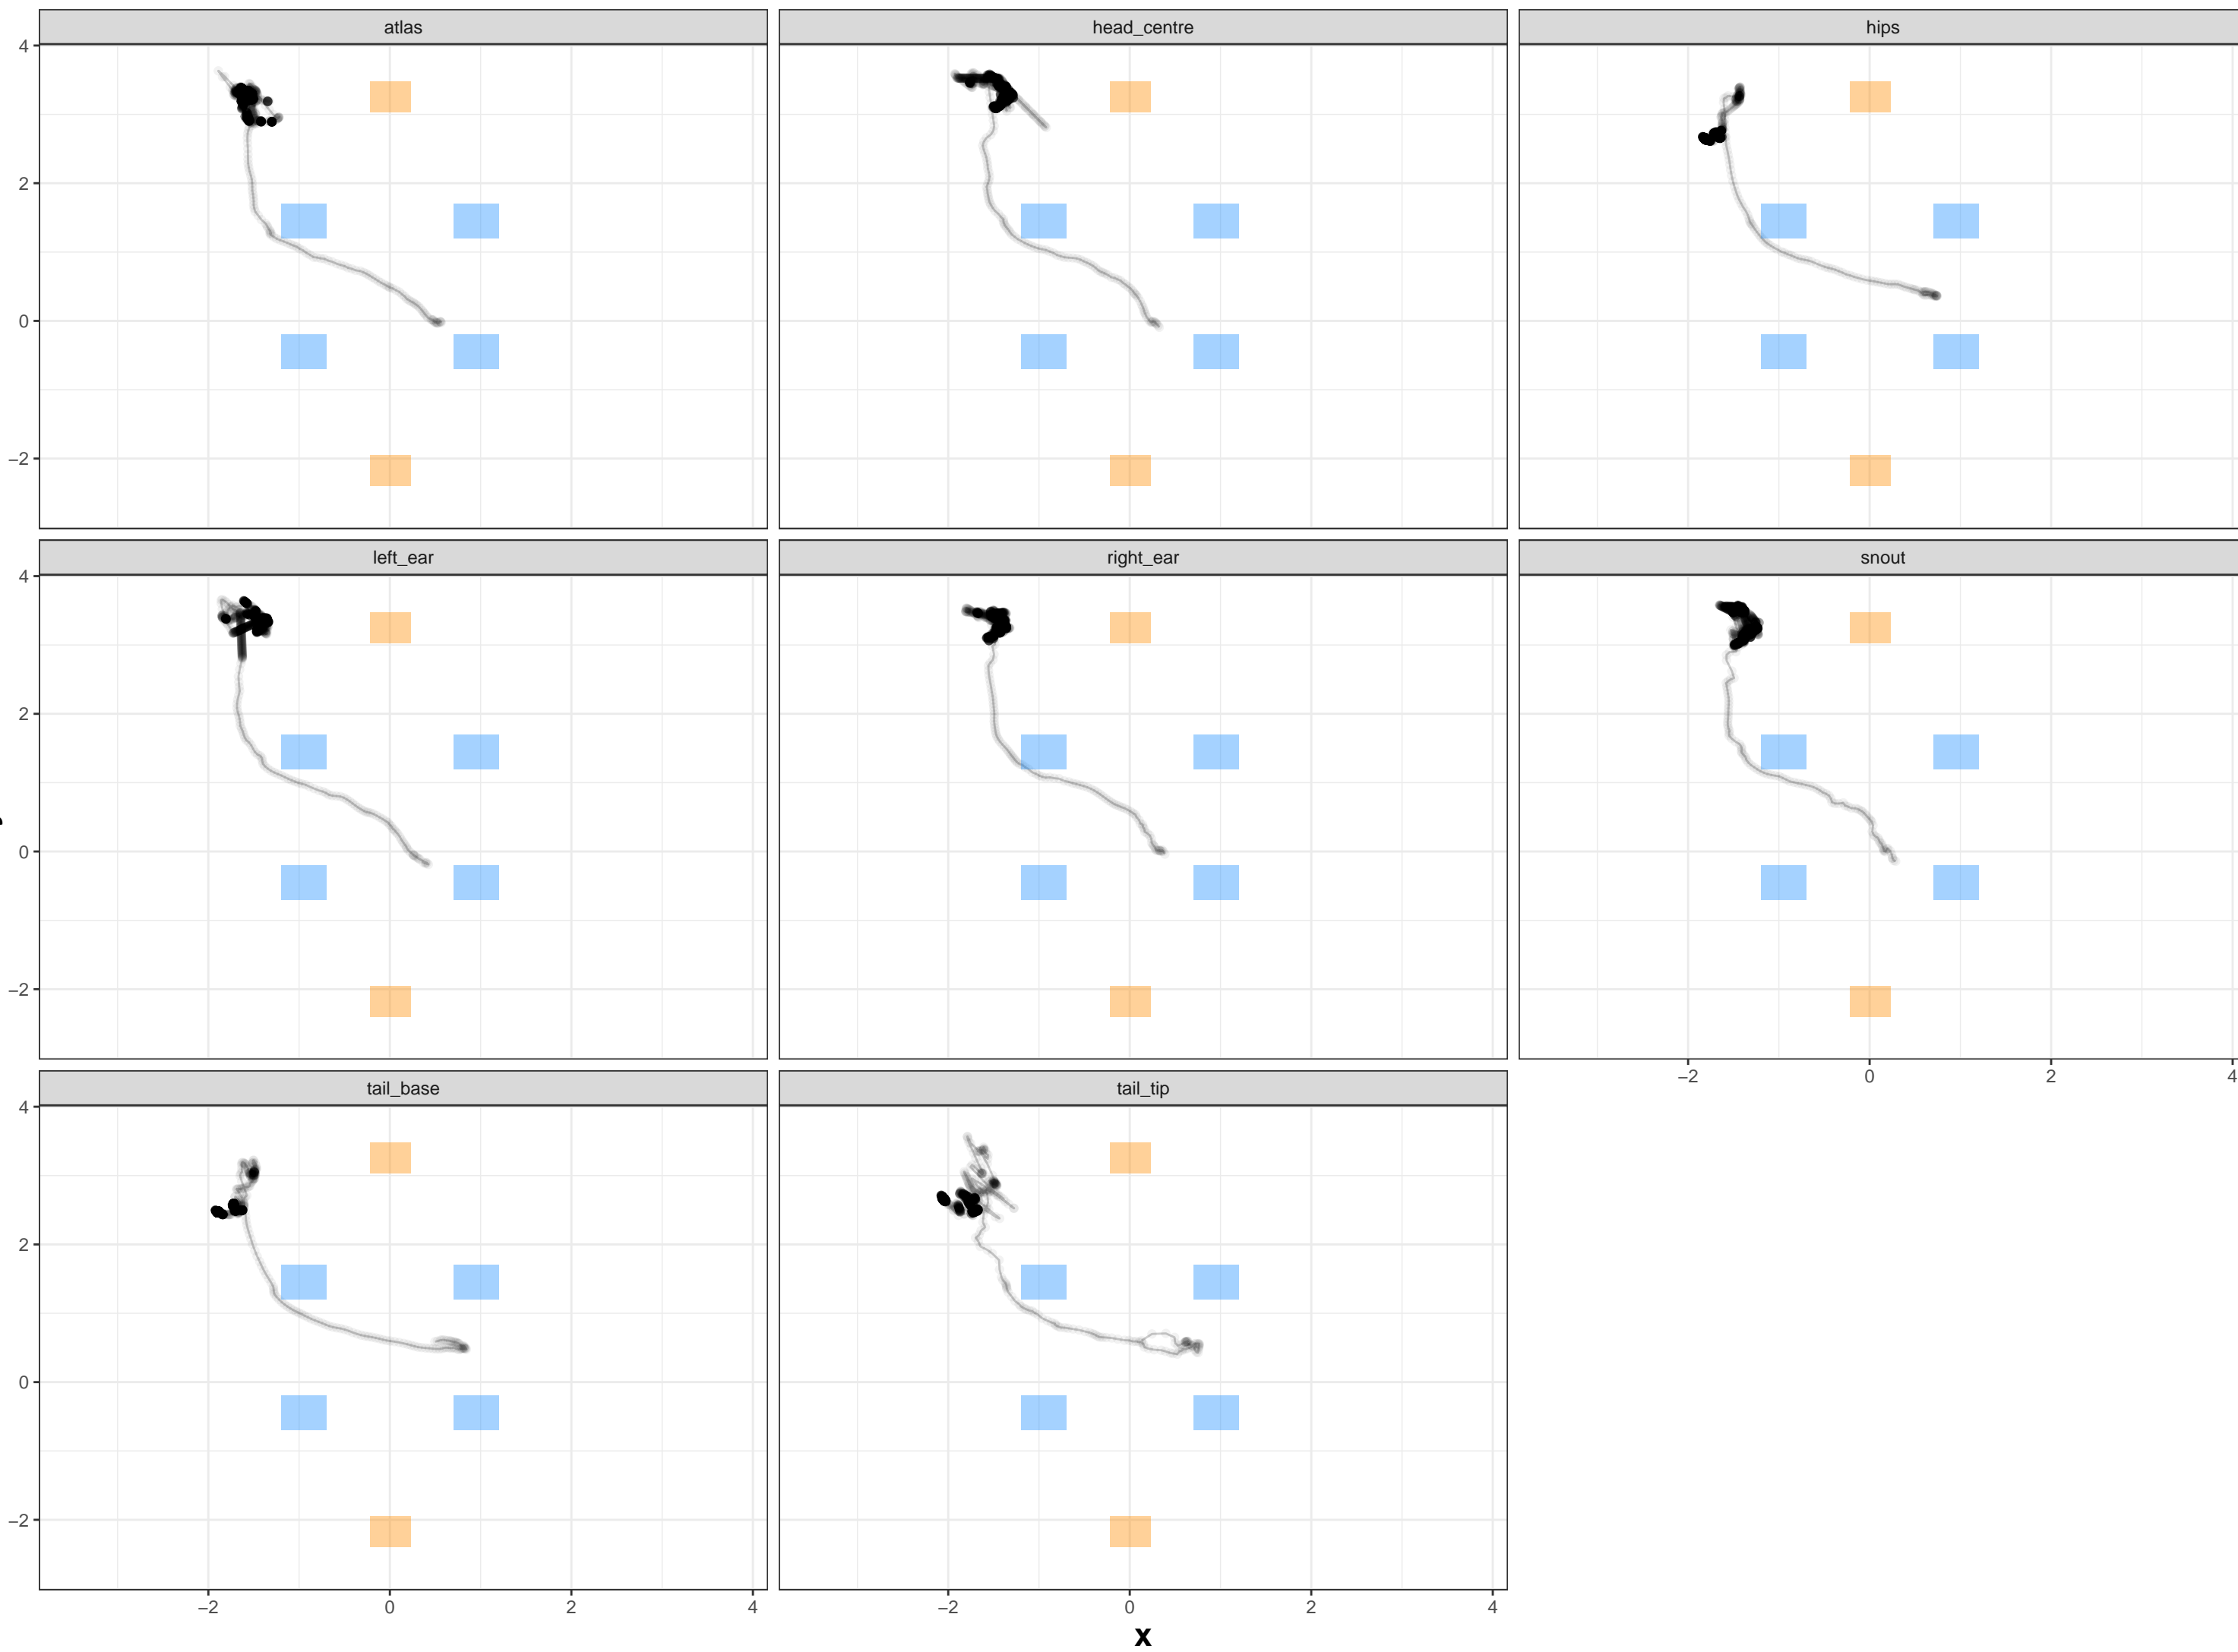 atlas head_centre hips
4
2
0
−2
left_ear right_ear snout
4
2
0
−2
−2 0 2 4
tail_base tail_tip
4
2
0
−2
−2 0 2 4 −2 0 2 4
x